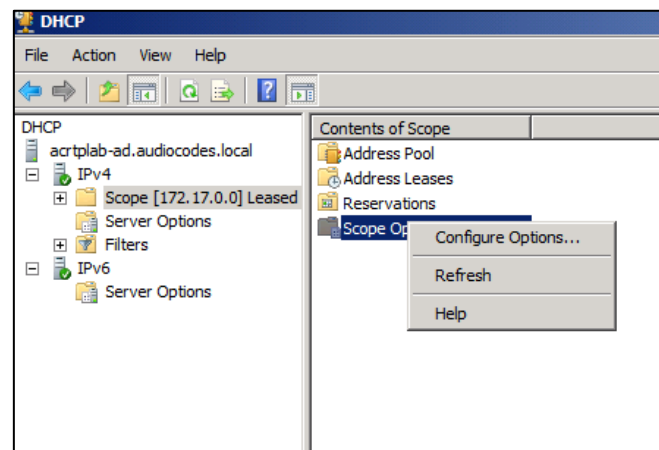 DHCP
File Action View Help
DHCP
acrtplab-ad.audiocodes.local
IPv4
Scope [172.17.0.0] Leased
Server Options
Filters
IPv6
Server Options
Contents of Scope
Address Pool
Address Leases
Reservations
Scope Op
Configure Options...
Refresh
Help